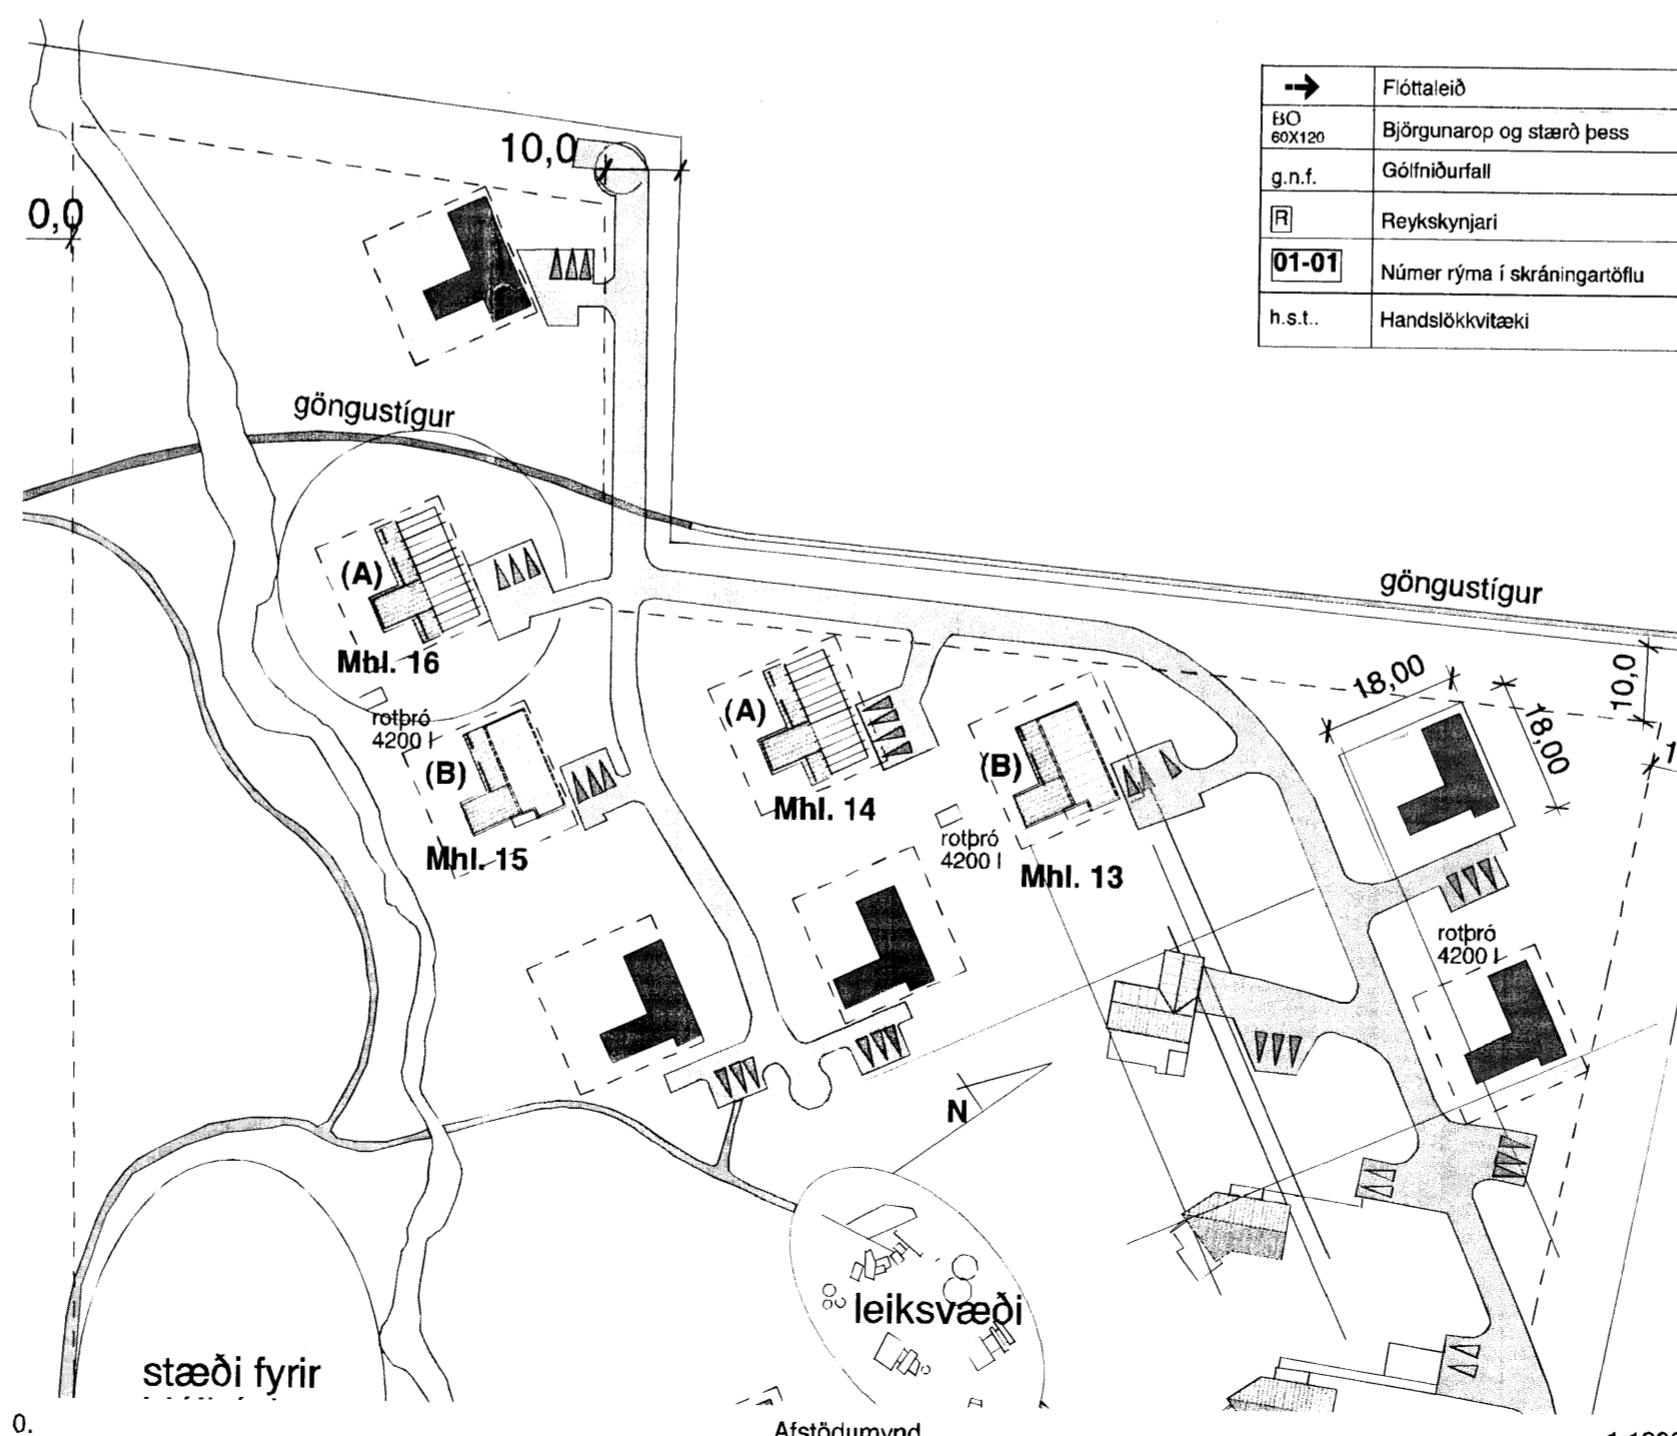 Flóttaleið
BO
60X120
Björgunarop og stærð þess
g.n.f.
Gólfniðurfall
R
Reykskynjari
01-01
Númer rýma í skráningartöflu
h.s.t..
Handslökkvitæki
10,0
0,0
göngustígur
göngustígur
(A)
Mhl. 16
rotþró
4200 l
(B)
Mhl. 15
(A)
Mhl. 14
(B)
Mhl. 13
rotþró
4200 l
18,00
18,00
10,0
1
rotþró
4200 l
N
leiksvæði
stæði fyrir
0.
Afstöðumynd